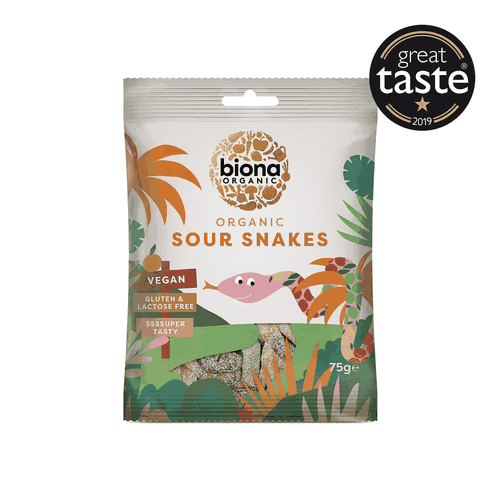 great
taste®
2019
biona
ORGANIC
ORGANIC
SOUR SNAKES
VEGAN
GLUTEN &
LACTOSE FREE
SSSSUPER
TASTY
75g℮